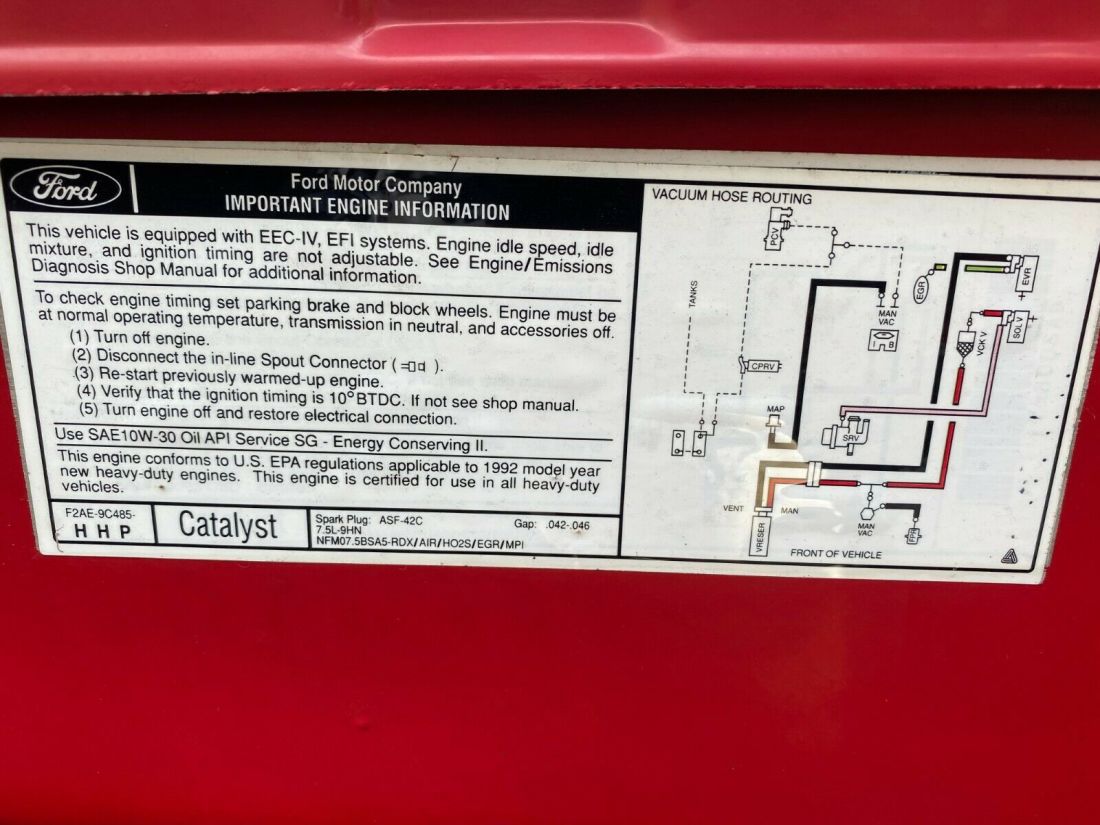 Ford
Ford Motor Company
IMPORTANT ENGINE INFORMATION
This vehicle is equipped with EEC-IV, EFI systems. Engine idle speed, idle
mixture, and ignition timing are not adjustable. See Engine/Emissions
Diagnosis Shop Manual for additional information.
To check engine timing set parking brake and block wheels. Engine must be
at normal operating temperature, transmission in neutral, and accessories off.
(1) Turn off engine.
(2) Disconnect the in-line Spout Connector ( ).
(3) Re-start previously warmed-up engine.
(4) Verify that the ignition timing is 10° BTDC. If not see shop manual.
(5) Turn engine off and restore electrical connection.
Use SAE10W-30 Oil API Service SG - Energy Conserving II.
This engine conforms to U.S. EPA regulations applicable to 1992 model year
new heavy-duty engines. This engine is certified for use in all heavy-duty
vehicles.
F2AE-9C485-
H H P
Catalyst
Spark Plug: ASF-42C Gap: .042-.046
7.5L-9HN
NFM07.5BSA5-RDX/AIR/HO2S/EGR/MPI
VACUUM HOSE ROUTING
PCV
TANKS
EGR
EVR
+
MAN
VAC
1 B
VCK V
SOL V
+
CPRV
MAP
SRV
VENT
MAN
VRESER
MAN
VAC
FPR
FRONT OF VEHICLE